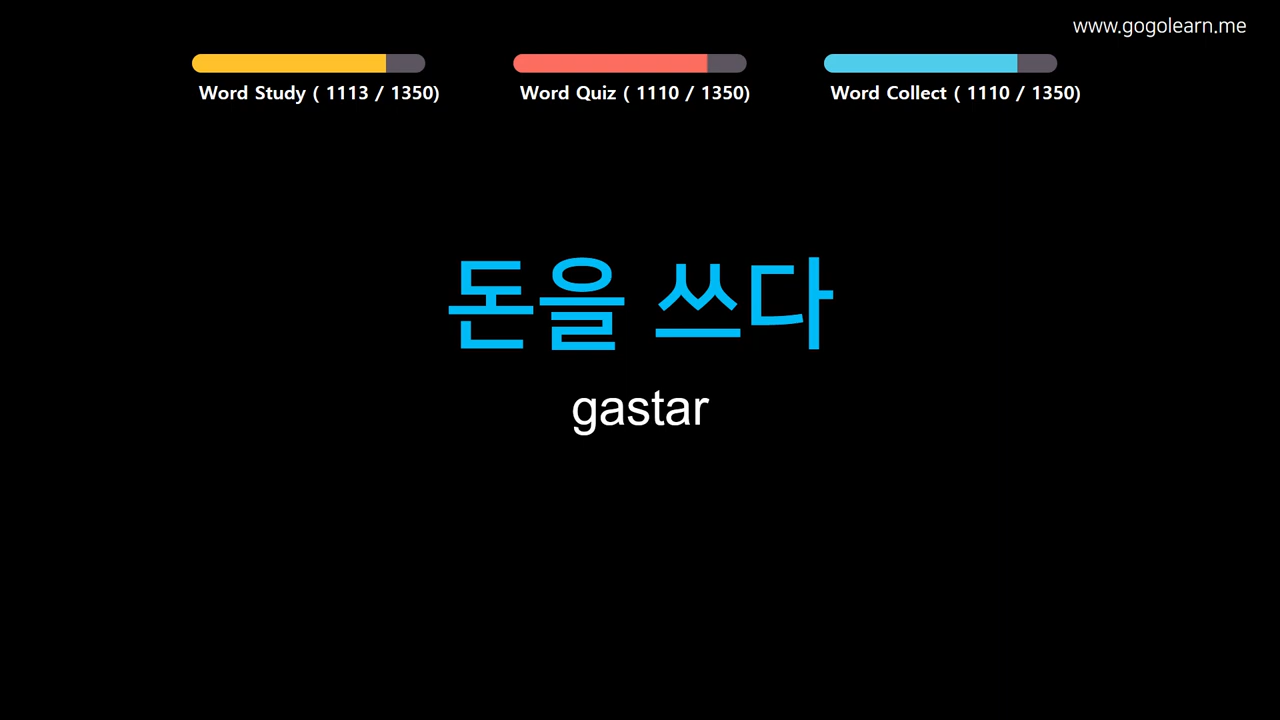 www.gogolearn.me
Word Study ( 1113 / 1350)
Word Quiz ( 1110 / 1350)
Word Collect ( 1110 / 1350)
돈을 쓰다
gastar